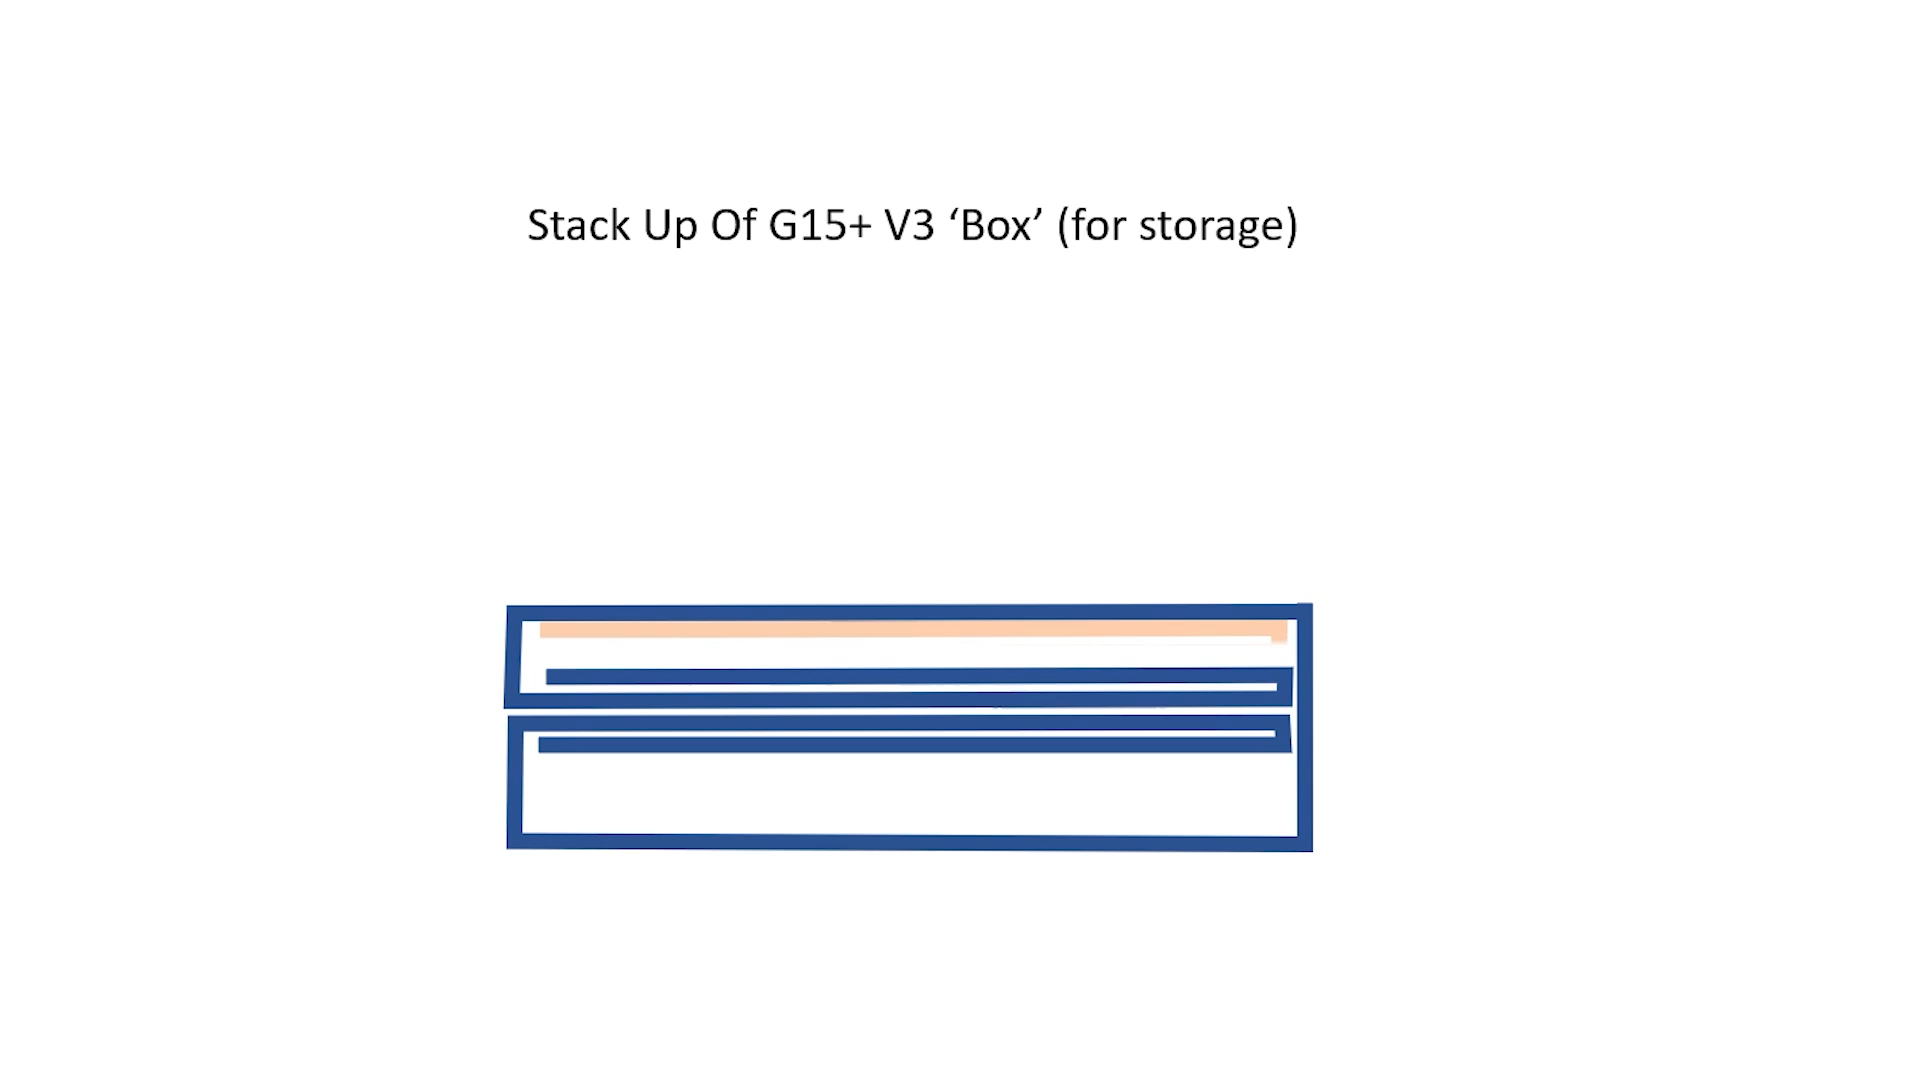 Stack Up Of G15+ V3 ‘Box’ (for storage)